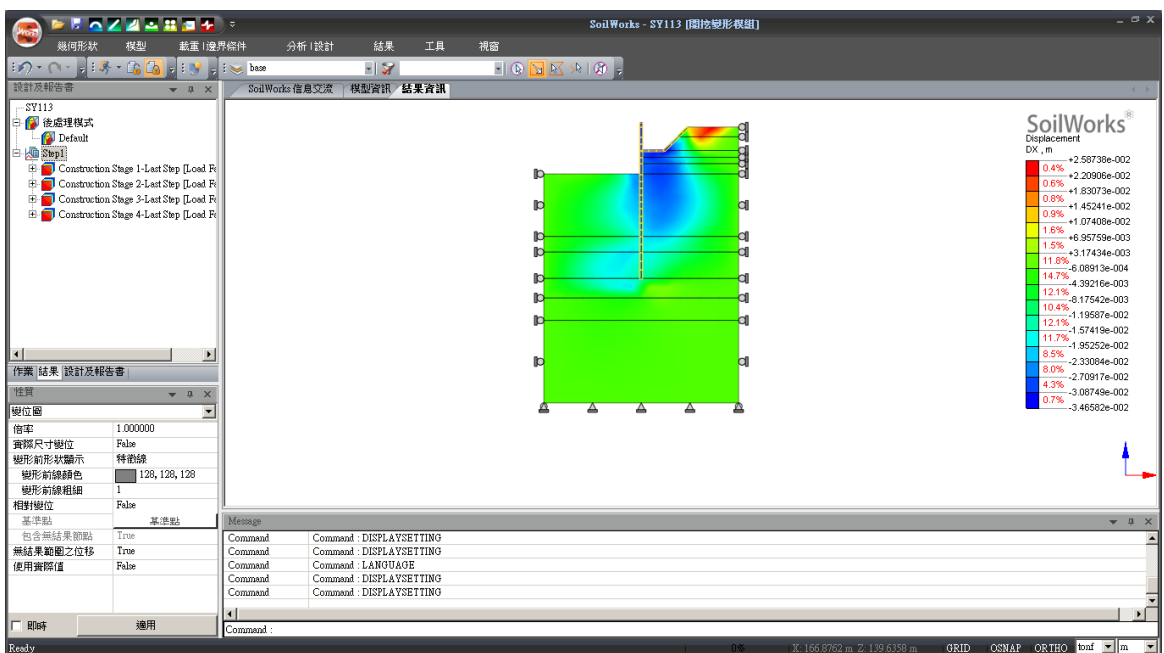 SoilWorks - SY113 [開挖變形模組]
幾何形狀 模型 載重 | 邊界條件 分析 | 設計 結果 工具 視窗
base
設計及報告書
SoilWorks 信息交流 模型資訊 結果資訊
SY113
後處理模式
Default
Step1
Construction Stage 1-Last Step [Load Fa
Construction Stage 2-Last Step [Load Fa
Construction Stage 3-Last Step [Load Fa
Construction Stage 4-Last Step [Load Fa
作業 結果 設計及報告書
性質
變位圖
倍率 1.000000
實際尺寸變位 False
變形前形狀顯示 特徵線
變形前線顏色 128, 128, 128
變形前線粗細 1
相對變位 False
基準點 基準點
包含無結果節點 True
無結果範圍之位移 True
使用實際值 False
即時 適用
SoilWorks®
Displacement
DX , m
+2.58738e-002
0.4%
+2.20906e-002
0.6%
+1.83073e-002
0.8%
+1.45241e-002
0.9%
+1.07408e-002
1.6%
+6.95759e-003
1.5%
+3.17434e-003
11.8%
-6.08913e-004
14.7%
-4.39216e-003
12.1%
-8.17542e-003
10.4%
-1.19587e-002
12.1%
-1.57419e-002
11.7%
-1.95252e-002
8.5%
-2.33084e-002
8.0%
-2.70917e-002
4.3%
-3.08749e-002
0.7%
-3.46582e-002
Message
Command Command : DISPLAYSETTING
Command Command : DISPLAYSETTING
Command Command : LANGUAGE
Command Command : DISPLAYSETTING
Command Command : DISPLAYSETTING
Command :
Ready 0% X: 166.8762 m Z: 139.6358 m GRID OSNAP ORTHO tonf m